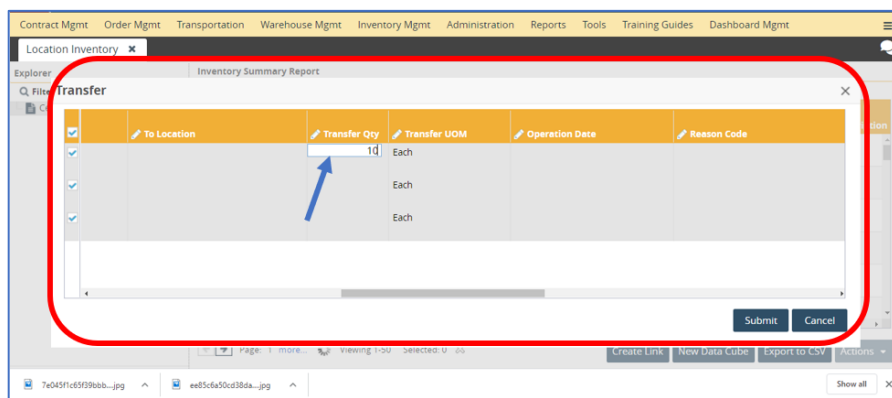 Contract Mgmt Order Mgmt Transportation Warehouse Mgmt Inventory Mgmt Administration Reports Tools Training Guides Dashboard Mgmt
Location Inventory
Explorer Inventory Summary Report
Transfer
To Location Transfer Qty Transfer UOM Operation Date Reason Code
10 Each
Each
Each
Submit Cancel
Page: 1 more... Viewing 1-50 Selected: 0
Create Link New Data Cube Export to CSV Actions
7e045f1c65f39bbb...jpg ee85c6a50cd38da...jpg Show all